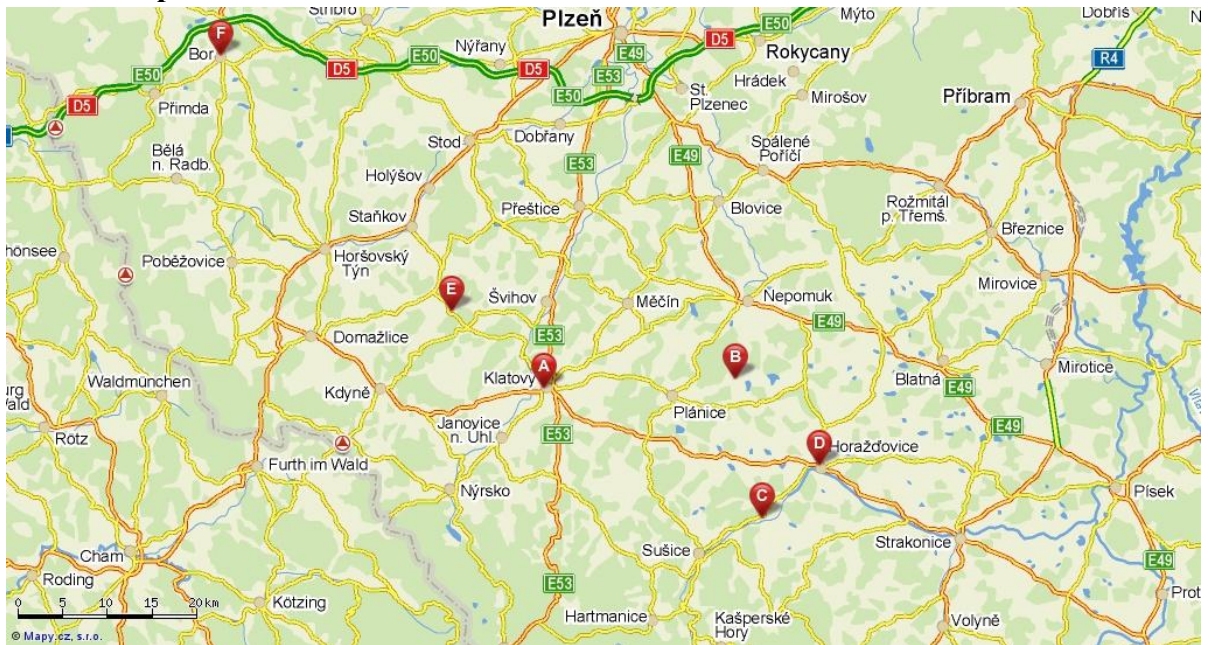 Stříbro
Plzeň
E50
Mýto
Dobříš
F
Bor
Nýřany
E49
D5
Rokycany
R4
E50
D5
E50
D5
E53
Hrádek
E50
St.
Plzenec
Mirošov
Příbram
D5
Přimda
Dobřany
Stod
Spálené
Poříčí
Bělá
n. Radb.
E53
E49
Holýšov
Rožmitál
p. Třemš.
Přeštice
Blovice
Staňkov
Březnice
Horšovský
Týn
Poběžovice
Mirovice
E
Švihov
Měčín
Nepomuk
E49
Domažlice
E53
B
A
Klatovy
Mirotice
Waldmünchen
Kdyně
Blatná
E49
Plánice
Rötz
Janovice
n. Uhl.
E53
E49
D
Horažďovice
Furth im Wald
Nýrsko
C
Písek
Cham
Sušice
Strakonice
E49
Roding
E53
0 5 10 15 20 km
Kötzing
Hartmanice
Kašperské
Hory
Volyně
© Mapy.cz, s.r.o.